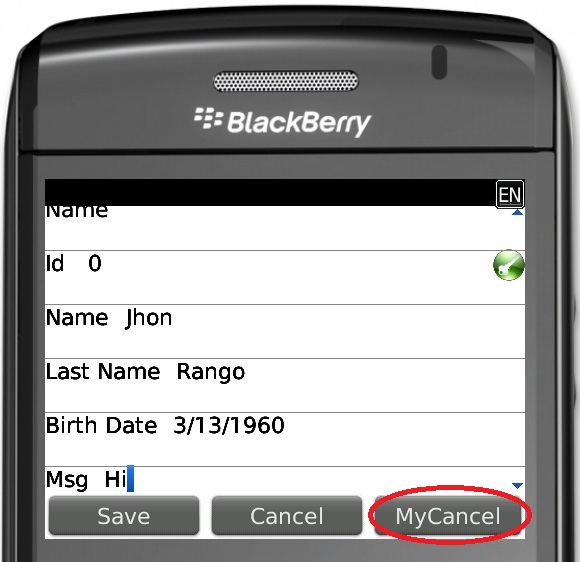 BlackBerry
EN
Name
Id 0
Name Jhon
Last Name Rango
Birth Date 3/13/1960
Msg Hi
Save Cancel MyCancel